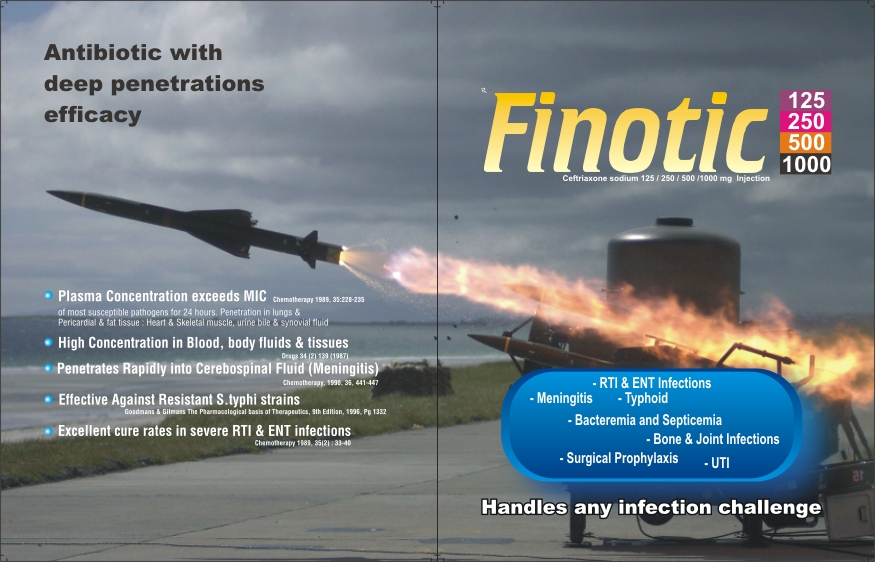 Antibiotic with
deep penetrations
efficacy
Plasma Concentration exceeds MIC Chemotherapy 1989, 35:228-235
of most susceptible pathogens for 24 hours. Penetration in lungs &
Pericardial & fat tissue : Heart & Skeletal muscle, urine bile & synovial fluid
High Concentration in Blood, body fluids & tissues
Drugs 34 (2) 139 (1987)
Penetrates Rapidly into Cerebospinal Fluid (Meningitis)
Chemotherapy, 1990. 36, 441-447
Effective Against Resistant S.typhi strains
Goodmans & Gilmans The Pharmacological basis of Therapeutics, 9th Edition, 1996, Pg 1332
Excellent cure rates in severe RTI & ENT infections
Chemotherapy 1989, 35(2) : 33-40
Finotic
125
250
500
1000
Ceftriaxone sodium 125 / 250 / 500 /1000 mg Injection
- RTI & ENT Infections
- Meningitis - Typhoid
- Bacteremia and Septicemia
- Bone & Joint Infections
- Surgical Prophylaxis - UTI
Handles any infection challenge